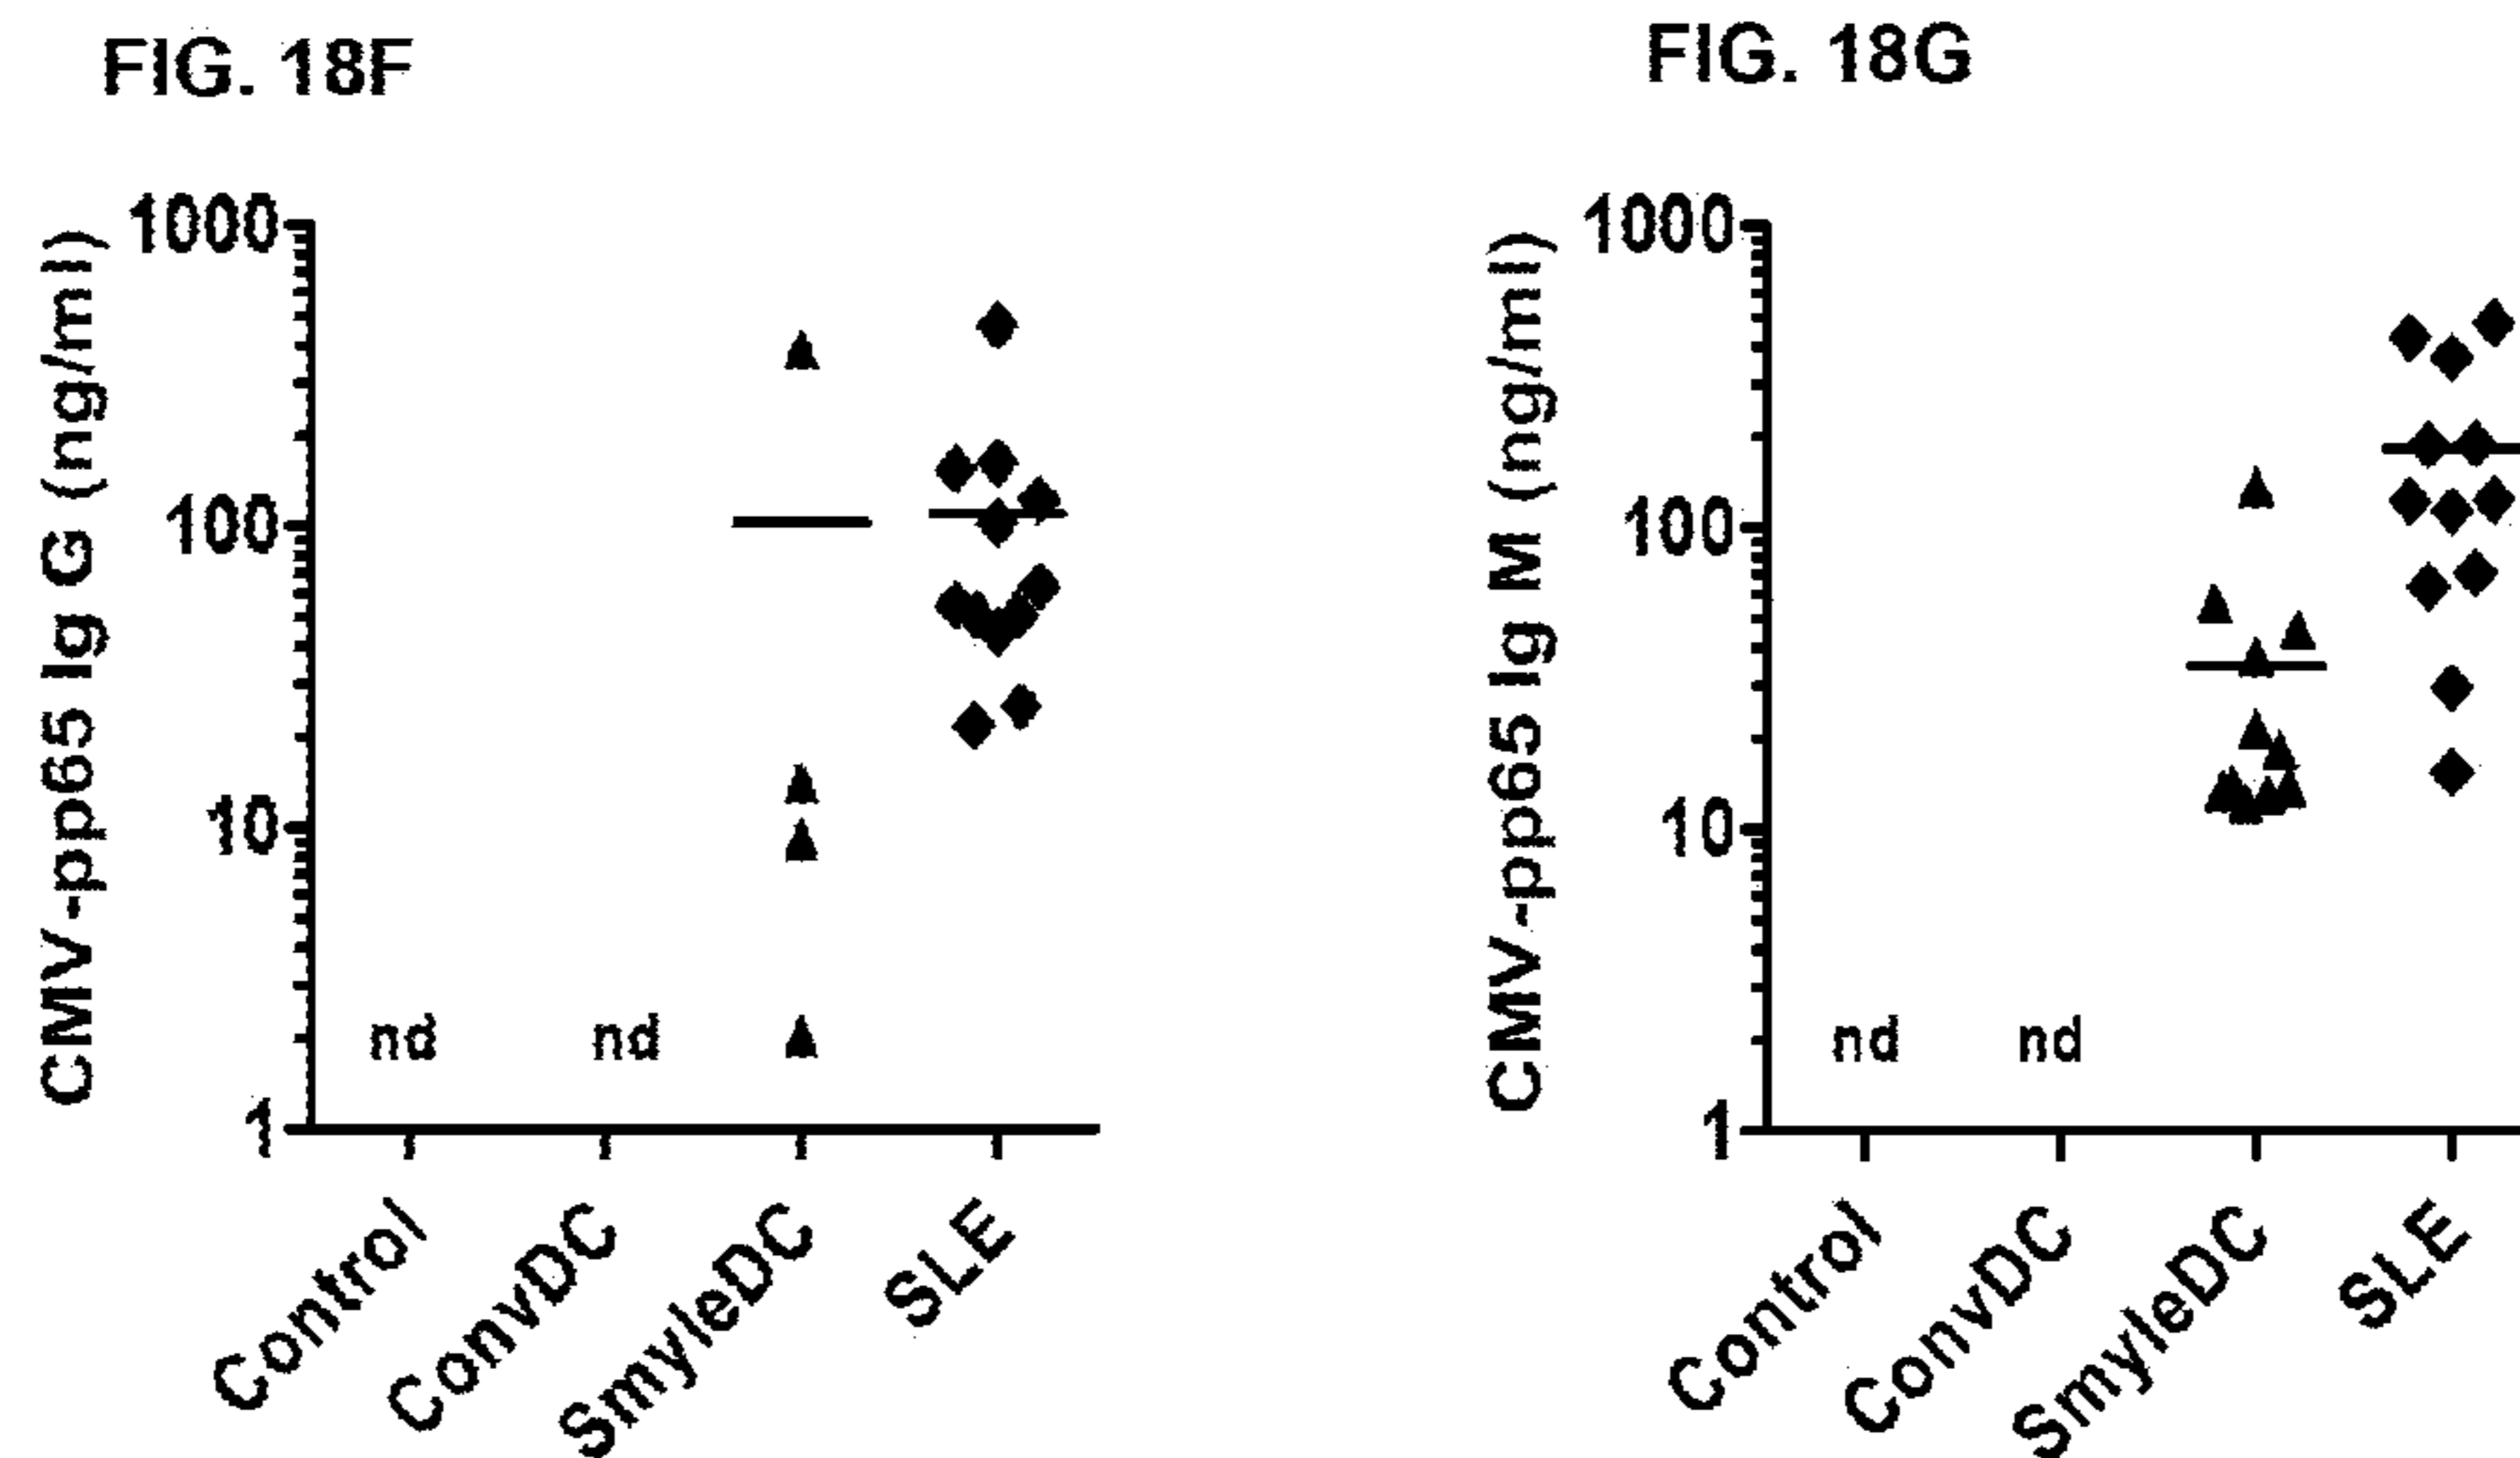 FIG. 18F
CMV-pp65 Ig G (ng/ml)
1000
100
10
1
nd
nd
Control
ConvDC
SmyleDC
SLE
FIG. 18G
CMV-pp65 Ig M (ng/ml)
1000
100
10
1
nd
nd
Control
ConvDC
SmyleDC
SLE